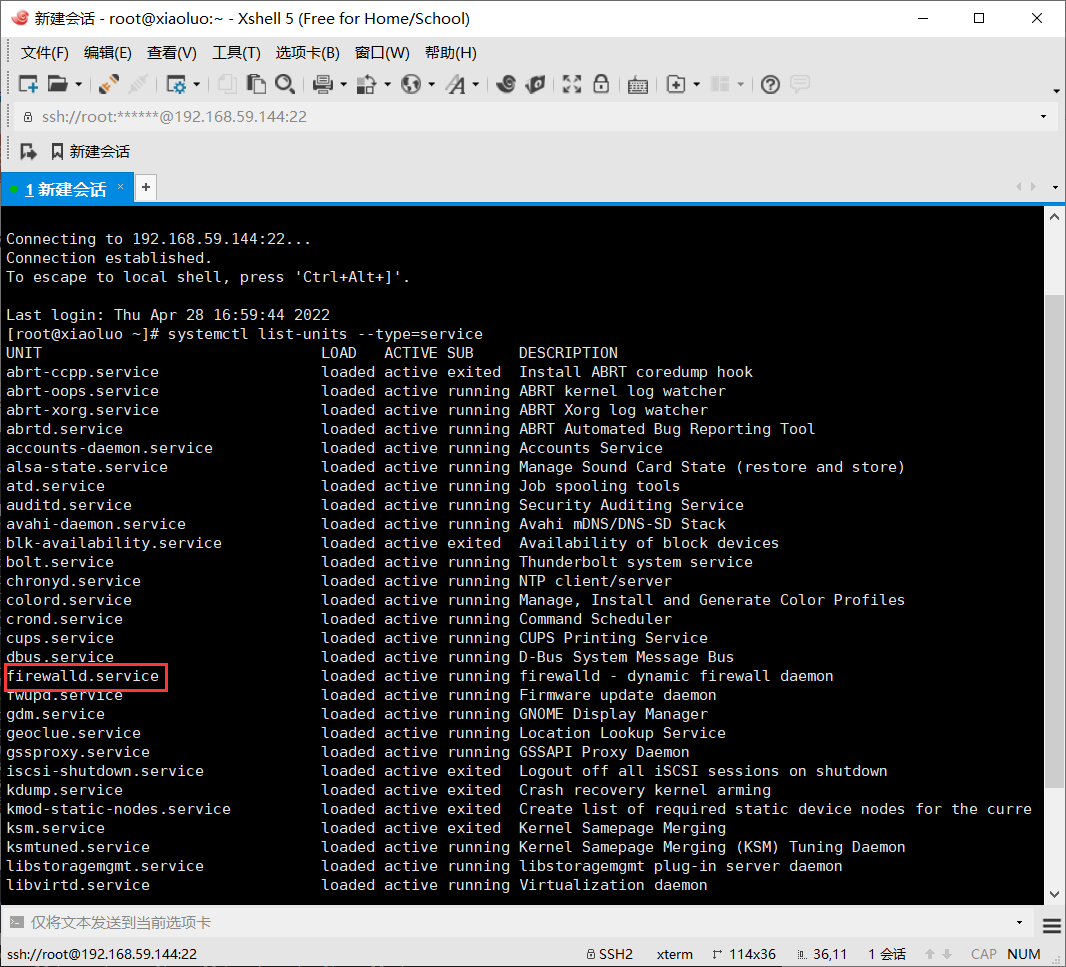 新建会话 - root@xiaoluo:~ - Xshell 5 (Free for Home/School)
文件(F) 编辑(E) 查看(V) 工具(T) 选项卡(B) 窗口(W) 帮助(H)
ssh://root:******@192.168.59.144:22
新建会话
1 新建会话 × +
Connecting to 192.168.59.144:22...
Connection established.
To escape to local shell, press 'Ctrl+Alt+]'.
Last login: Thu Apr 28 16:59:44 2022
[root@xiaoluo ~]# systemctl list-units --type=service
UNIT LOAD ACTIVE SUB DESCRIPTION
abrt-ccpp.service loaded active exited Install ABRT coredump hook
abrt-oops.service loaded active running ABRT kernel log watcher
abrt-xorg.service loaded active running ABRT Xorg log watcher
abrtd.service loaded active running ABRT Automated Bug Reporting Tool
accounts-daemon.service loaded active running Accounts Service
alsa-state.service loaded active running Manage Sound Card State (restore and store)
atd.service loaded active running Job spooling tools
auditd.service loaded active running Security Auditing Service
avahi-daemon.service loaded active running Avahi mDNS/DNS-SD Stack
blk-availability.service loaded active exited Availability of block devices
bolt.service loaded active running Thunderbolt system service
chronyd.service loaded active running NTP client/server
colord.service loaded active running Manage, Install and Generate Color Profiles
crond.service loaded active running Command Scheduler
cups.service loaded active running CUPS Printing Service
dbus.service loaded active running D-Bus System Message Bus
firewalld.service loaded active running firewalld - dynamic firewall daemon
fwupd.service loaded active running Firmware update daemon
gdm.service loaded active running GNOME Display Manager
geoclue.service loaded active running Location Lookup Service
gssproxy.service loaded active running GSSAPI Proxy Daemon
iscsi-shutdown.service loaded active exited Logout off all iSCSI sessions on shutdown
kdump.service loaded active exited Crash recovery kernel arming
kmod-static-nodes.service loaded active exited Create list of required static device nodes for the curre
ksm.service loaded active exited Kernel Samepage Merging
ksmtuned.service loaded active running Kernel Samepage Merging (KSM) Tuning Daemon
libstoragemgmt.service loaded active running libstoragemgmt plug-in server daemon
libvirtd.service loaded active running Virtualization daemon
仅将文本发送到当前选项卡
ssh://root@192.168.59.144:22 SSH2 xterm 114x36 36,11 1 会话 CAP NUM